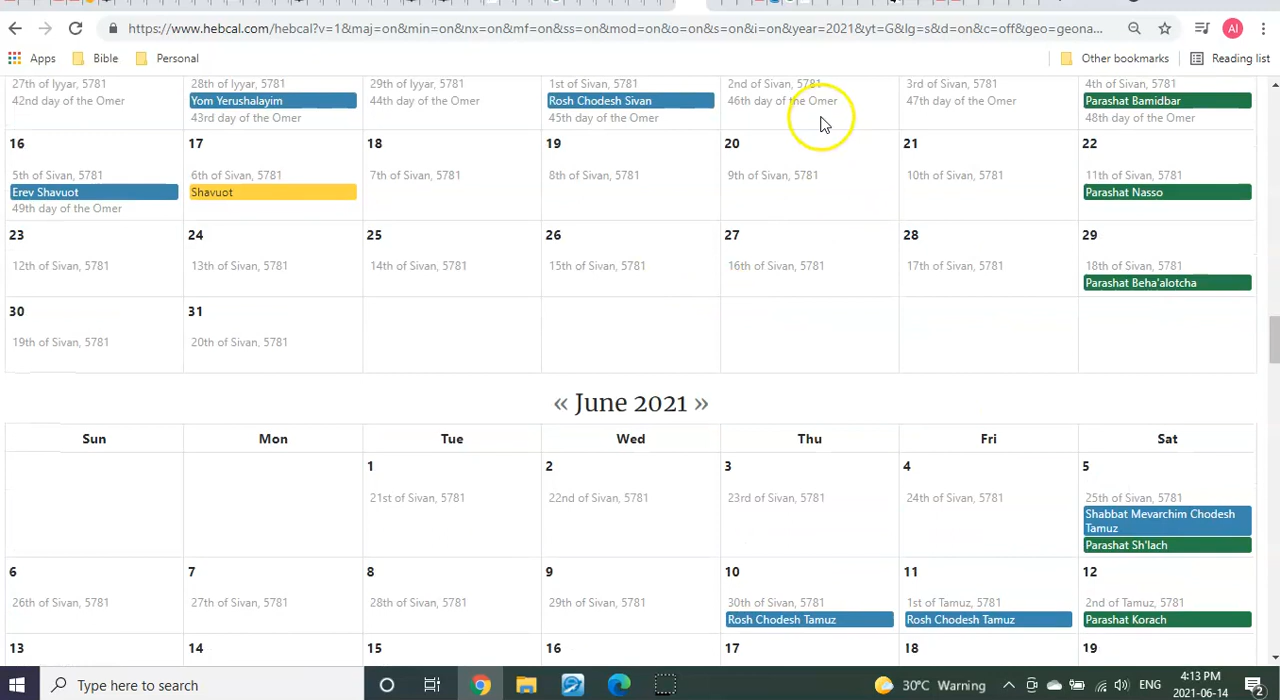 https://www.hebcal.com/hebcal?v=1&maj=on&min=on&nx=on&mf=on&ss=on&mod=on&o=on&s=on&i=on&year=2021&yt=G&lg=s&d=on&c=off&geo=geona...
AI
Apps Bible Personal Other bookmarks Reading list
27th of Iyyar, 5781 28th of Iyyar, 5781 29th of Iyyar, 5781 1st of Sivan, 5781 2nd of Sivan, 5781 3rd of Sivan, 5781 4th of Sivan, 5781
42nd day of the Omer Yom Yerushalayim 44th day of the Omer Rosh Chodesh Sivan 46th day of the Omer 47th day of the Omer Parashat Bamidbar
43rd day of the Omer 45th day of the Omer 48th day of the Omer
16 17 18 19 20 21 22
5th of Sivan, 5781 6th of Sivan, 5781 7th of Sivan, 5781 8th of Sivan, 5781 9th of Sivan, 5781 10th of Sivan, 5781 11th of Sivan, 5781
Erev Shavuot Shavuot Parashat Nasso
49th day of the Omer
23 24 25 26 27 28 29
12th of Sivan, 5781 13th of Sivan, 5781 14th of Sivan, 5781 15th of Sivan, 5781 16th of Sivan, 5781 17th of Sivan, 5781 18th of Sivan, 5781
Parashat Beha'alotcha
30 31
19th of Sivan, 5781 20th of Sivan, 5781
« June 2021 »
Sun Mon Tue Wed Thu Fri Sat
1 2 3 4 5
21st of Sivan, 5781 22nd of Sivan, 5781 23rd of Sivan, 5781 24th of Sivan, 5781 25th of Sivan, 5781
Shabbat Mevarchim Chodesh
Tamuz
Parashat Sh'lach
6 7 8 9 10 11 12
26th of Sivan, 5781 27th of Sivan, 5781 28th of Sivan, 5781 29th of Sivan, 5781 30th of Sivan, 5781 1st of Tamuz, 5781 2nd of Tamuz, 5781
Rosh Chodesh Tamuz Rosh Chodesh Tamuz Parashat Korach
13 14 15 16 17 18 19
Type here to search 30°C Warning ENG 4:13 PM
2021-06-14
2